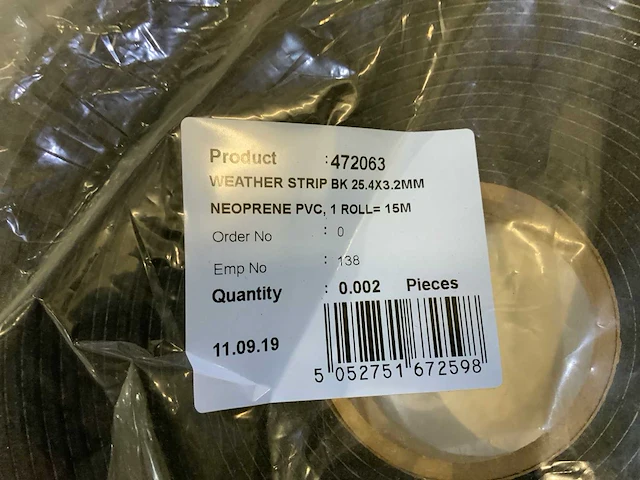 Product : 472063
WEATHER STRIP BK 25.4X3.2MM
NEOPRENE PVC, 1 ROLL= 15M
Order No : 0
Emp No : 138
Quantity : 0.002 Pieces
11.09.19
5 052751 672598